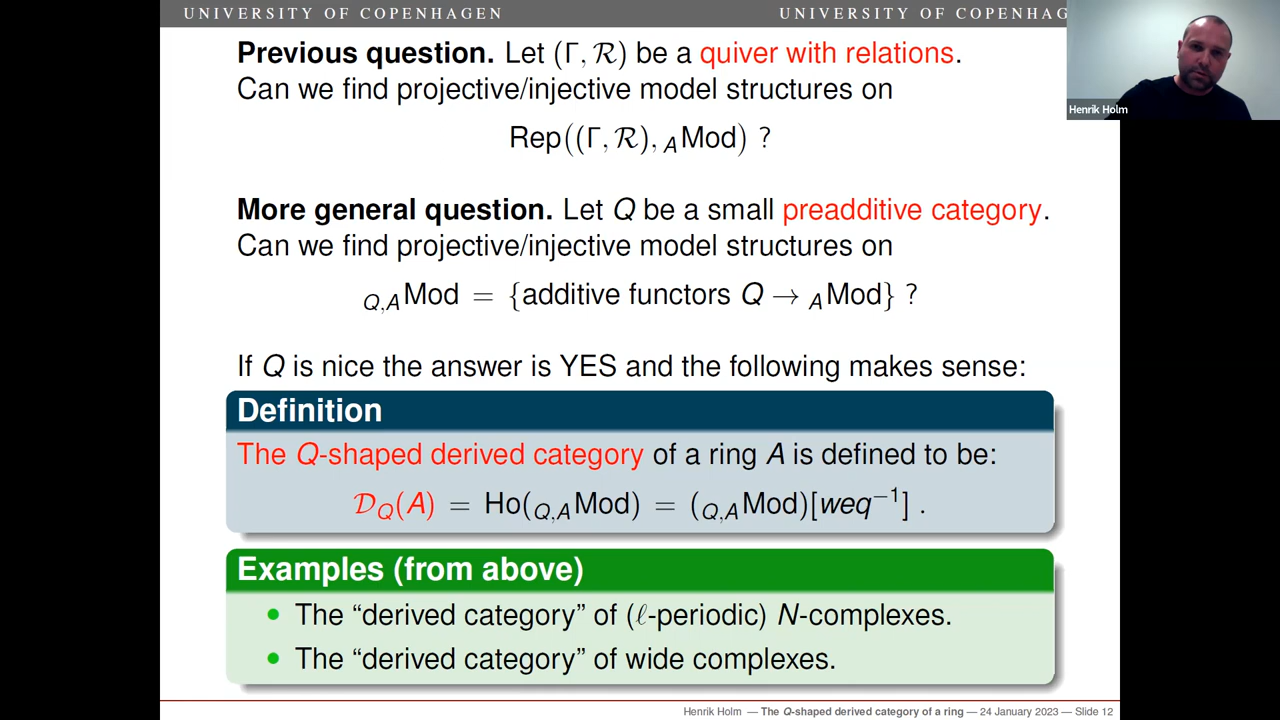 UNIVERSITY OF COPENHAGEN UNIVERSITY OF COPENHAG
Previous question. Let (Γ, ℛ) be a quiver with relations.
Can we find projective/injective model structures on
Rep((Γ, ℛ), ₐMod) ?
More general question. Let Q be a small preadditive category.
Can we find projective/injective model structures on
_{Q,A}Mod = {additive functors Q → _AMod} ?
If Q is nice the answer is YES and the following makes sense:
Definition
The Q-shaped derived category of a ring A is defined to be:
𝒟_Q(A) = Ho(_{Q,A}Mod) = (_{Q,A}Mod)[weq⁻¹] .
Examples (from above)
• The “derived category” of (ℓ-periodic) N-complexes.
• The “derived category” of wide complexes.
Henrik Holm — The Q-shaped derived category of a ring — 24 January 2023 — Slide 12
Henrik Holm